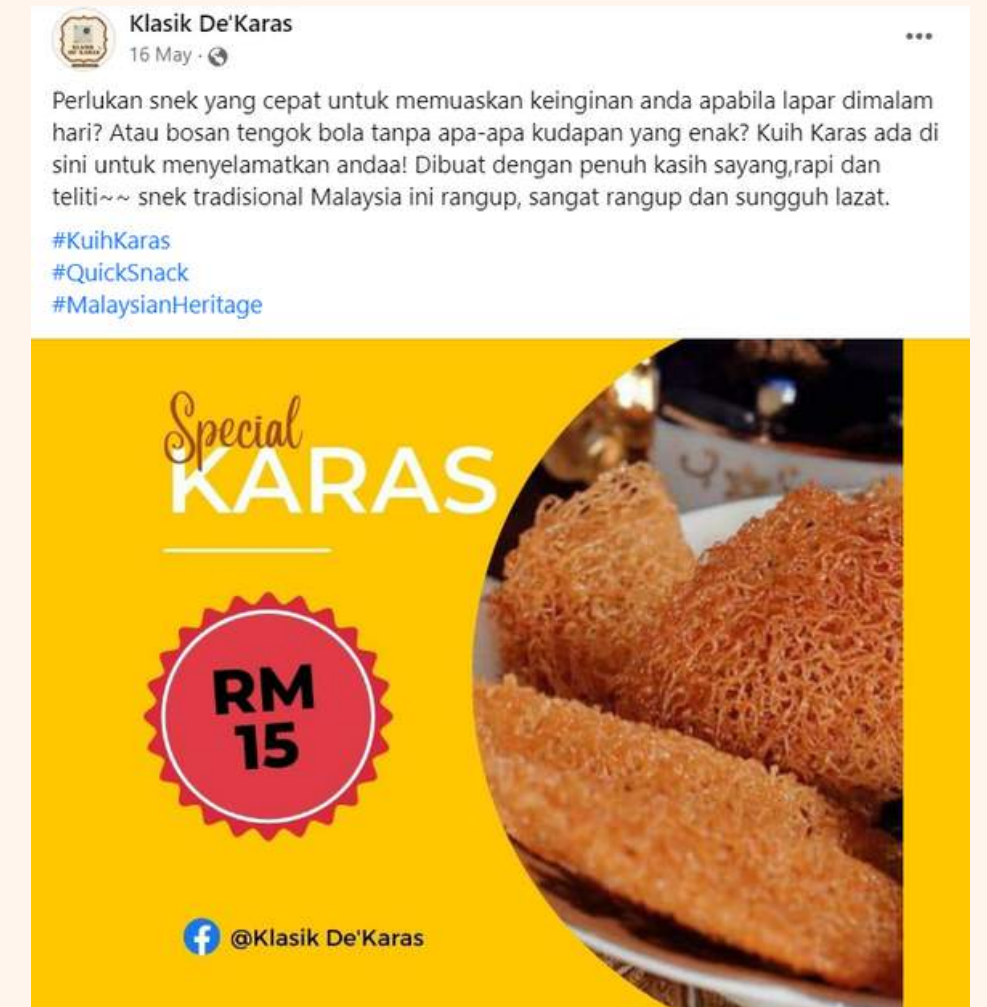 Klasik De'Karas
16 May ·
Perlukan snek yang cepat untuk memuaskan keinginan anda apabila lapar dimalam
hari? Atau bosan tengok bola tanpa apa-apa kudapan yang enak? Kuih Karas ada di
sini untuk menyelamatkan andaa! Dibuat dengan penuh kasih sayang,rapi dan
teliti~~ snek tradisional Malaysia ini rangup, sangat rangup dan sungguh lazat.
#KuihKaras
#QuickSnack
#MalaysianHeritage
Special
KARAS
RM
15
@Klasik De'Karas